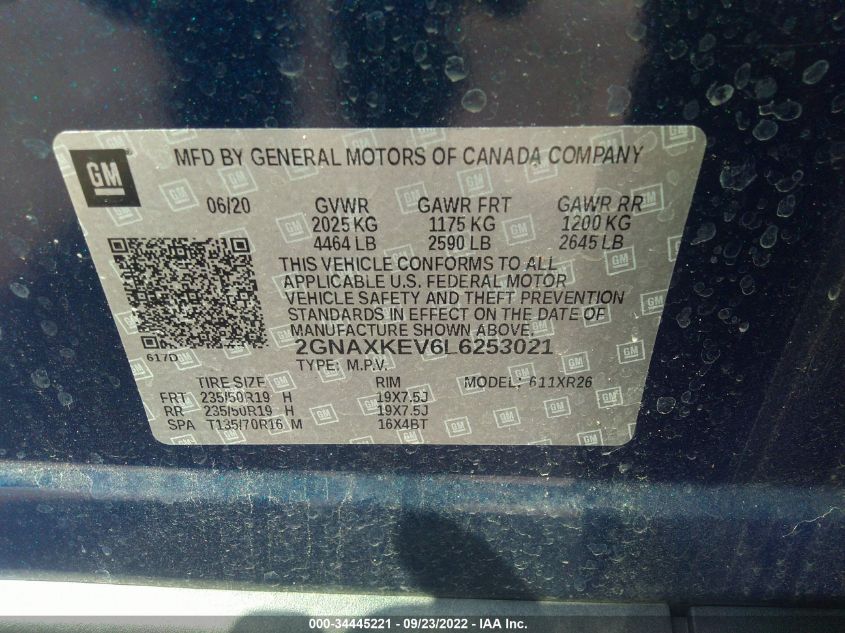 GM
MFD BY GENERAL MOTORS OF CANADA COMPANY
06/20 GVWR GAWR FRT GAWR RR
2025 KG 1175 KG 1200 KG
4464 LB 2590 LB 2645 LB
THIS VEHICLE CONFORMS TO ALL
APPLICABLE U.S. FEDERAL MOTOR
VEHICLE SAFETY AND THEFT PREVENTION
STANDARDS IN EFFECT ON THE DATE OF
MANUFACTURE SHOWN ABOVE.
617D 2GNAXKEV6L6253021
TYPE: M.P.V.
TIRE SIZE RIM MODEL: 611XR26
FRT 235/50R19 H 19X7.5J
RR 235/50R19 H 19X7.5J
SPA T135/70R16 M 16X4BT
000-34445221 - 09/23/2022 - IAA Inc.